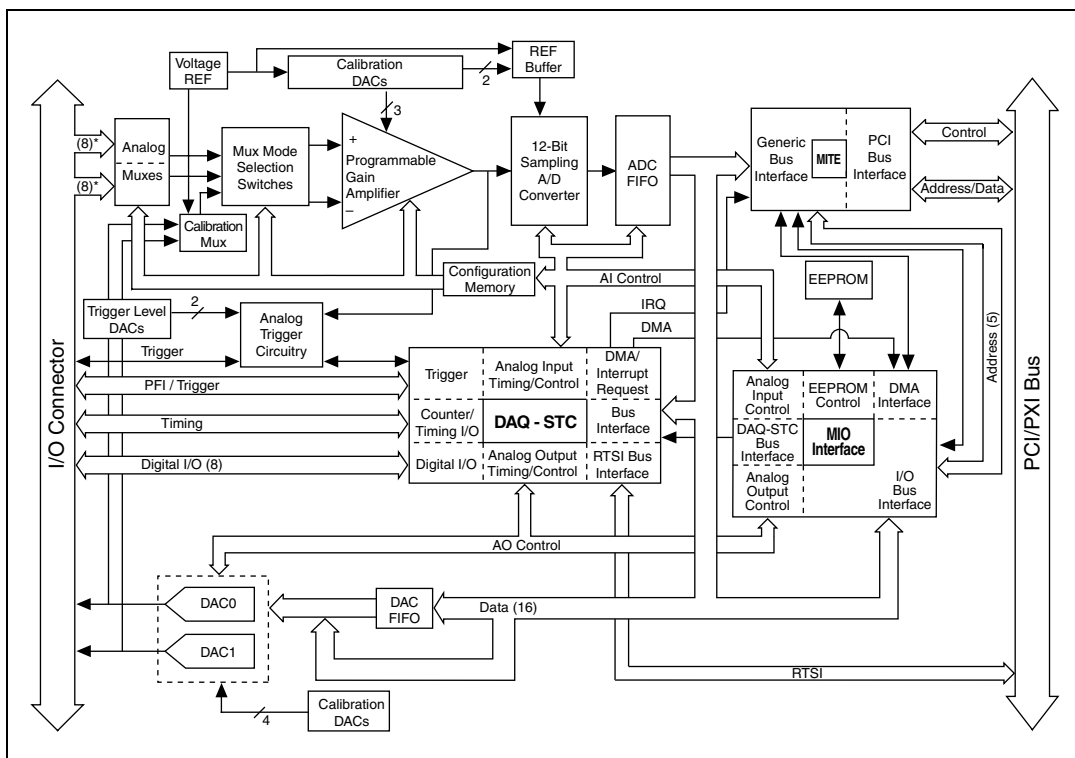 Voltage
REF
Calibration
DACs
2
REF
Buffer
3
(8)*
(8)*
Analog
Muxes
Mux Mode
Selection
Switches
+
Programmable
Gain
Amplifier
–
12-Bit
Sampling
A/D
Converter
ADC
FIFO
Generic
Bus
Interface
MITE
PCI
Bus
Interface
Control
Address/Data
Calibration
Mux
Configuration
Memory
AI Control
EEPROM
Trigger Level
DACs
2
Analog
Trigger
Circuitry
IRQ
DMA
Address (5)
Trigger
PFI / Trigger
Timing
Digital I/O (8)
I/O Connector
PCI/PXI Bus
Trigger
Analog Input
Timing/Control
DMA/
Interrupt
Request
Counter/
Timing I/O
DAQ - STC
Bus
Interface
Digital I/O
Analog Output
Timing/Control
RTSI Bus
Interface
Analog
Input
Control
EEPROM
Control
DMA
Interface
DAQ-STC
Bus
Interface
MIO
Interface
Analog
Output
Control
I/O
Bus
Interface
AO Control
DAC0
DAC1
DAC
FIFO
Data (16)
RTSI
4
Calibration
DACs